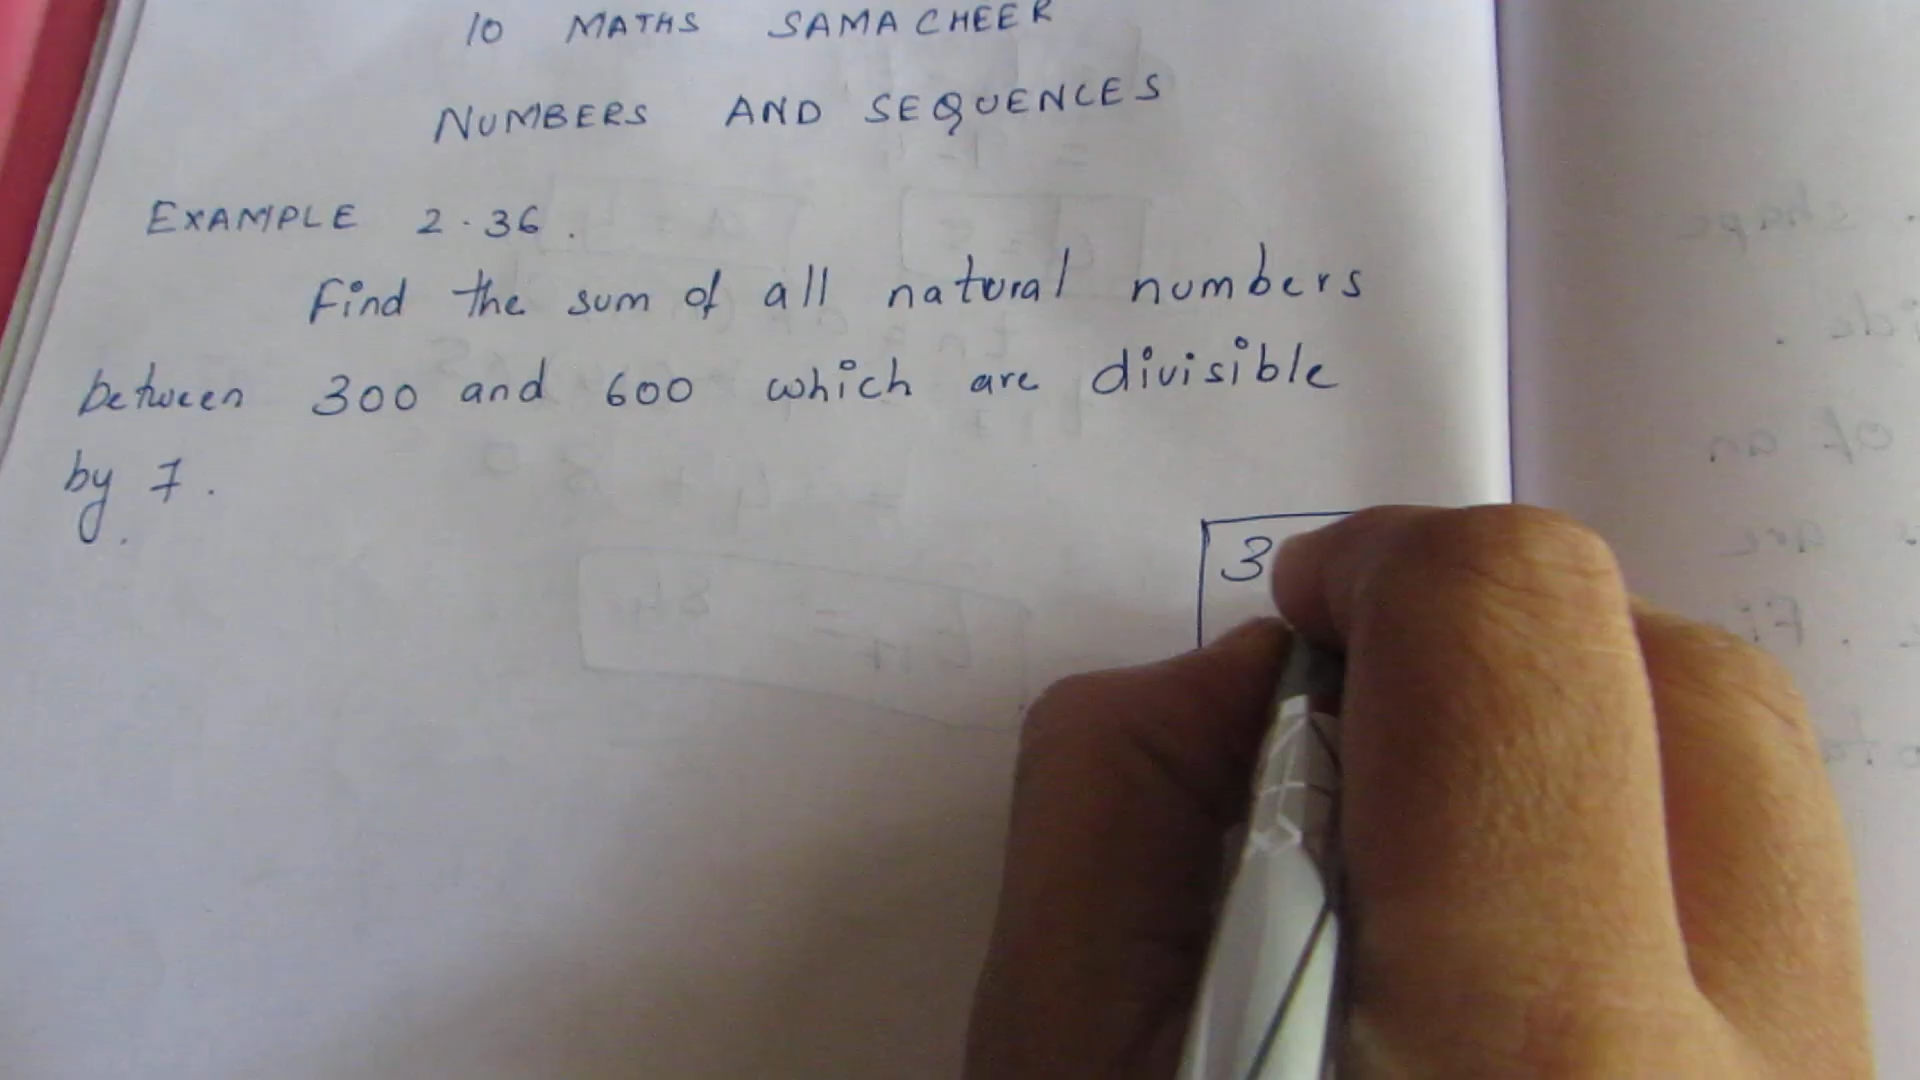 10 MATHS SAMACHEER
NUMBERS AND SEQUENCES
EXAMPLE 2.36.
Find the sum of all natural numbers
between 300 and 600 which are divisible
by 7.
3